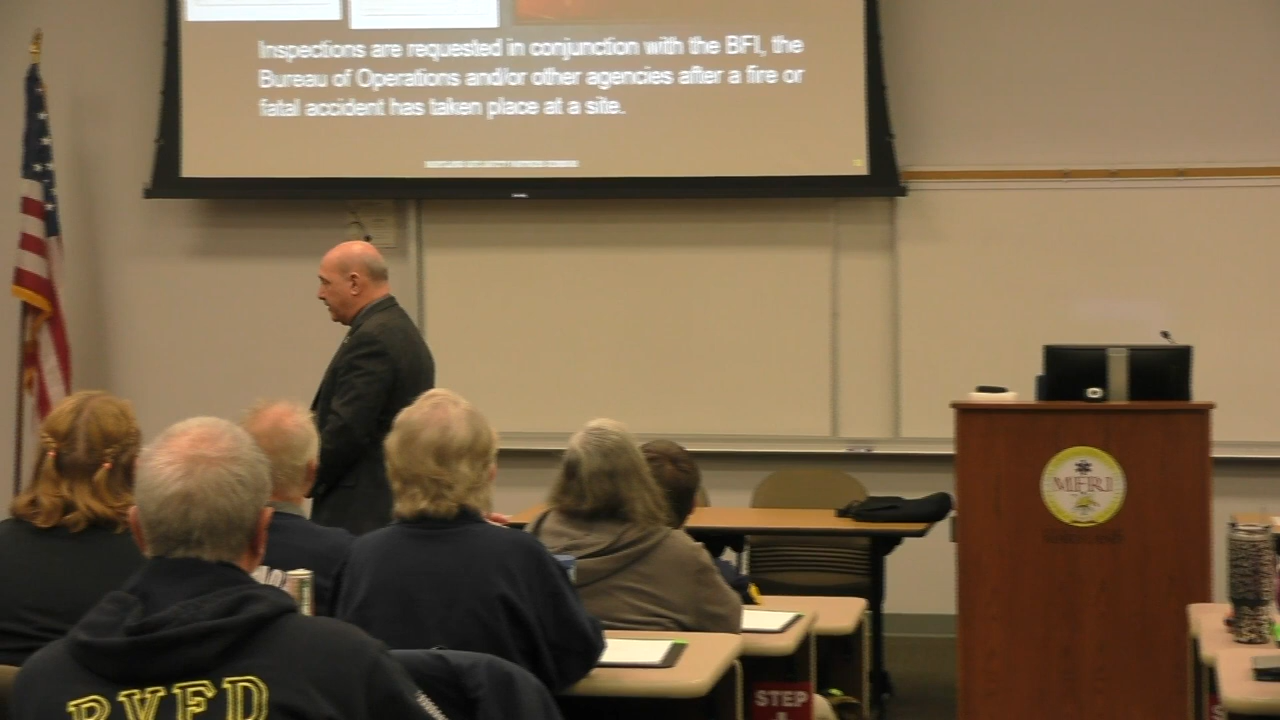 Inspections are requested in conjunction with the BFI, the
Bureau of Operations and/or other agencies after a fire or
fatal accident has taken place at a site.
MFRI
RVFD
STEP